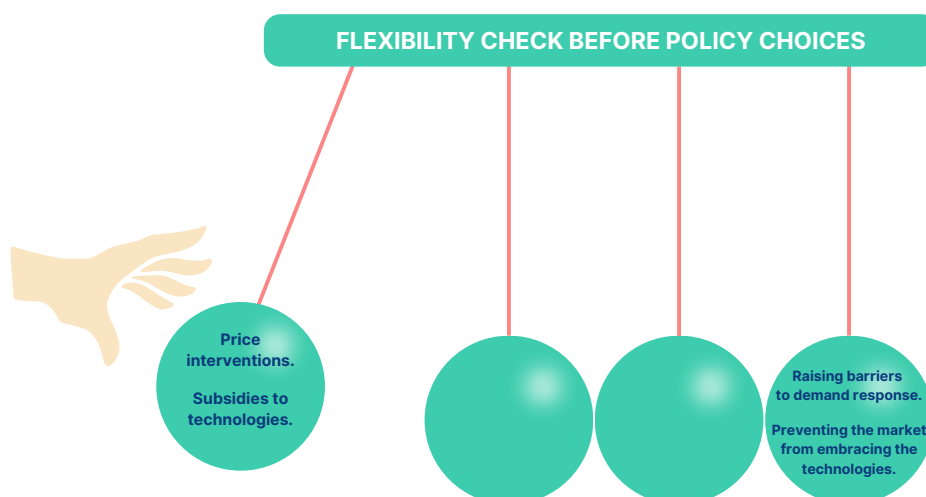 FLEXIBILITY CHECK BEFORE POLICY CHOICES
Price
interventions.
Subsidies to
technologies.
Raising barriers
to demand response.
Preventing the market
from embracing the
technologies.